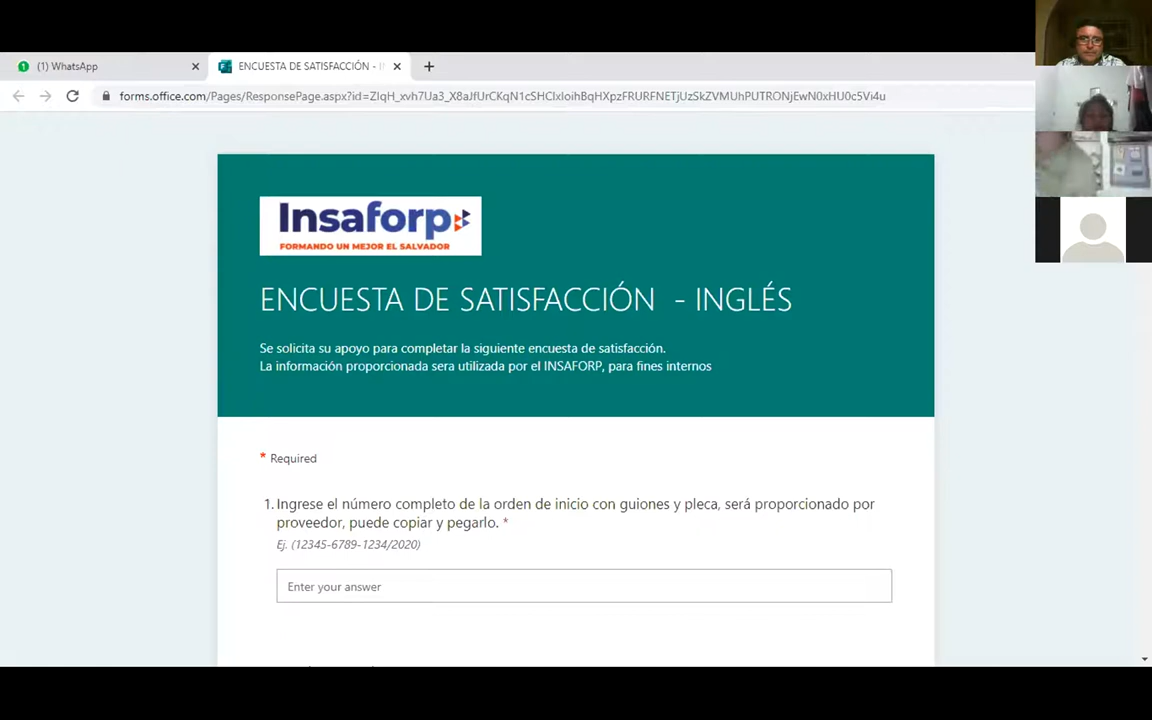 (1) WhatsApp
ENCUESTA DE SATISFACCIÓN - I
forms.office.com/Pages/ResponsePage.aspx?id=ZIqH_xvh7Ua3_X8aJfUrCKqN1cSHCIxIoihBqHXpzFRURFNETjUzSkZVMUhPUTRONjEwN0xHU0c5Vi4u
Insaforp
FORMANDO UN MEJOR EL SALVADOR
ENCUESTA DE SATISFACCIÓN - INGLÉS
Se solicita su apoyo para completar la siguiente encuesta de satisfacción.
La información proporcionada sera utilizada por el INSAFORP, para fines internos
* Required
1. Ingrese el número completo de la orden de inicio con guiones y pleca, será proporcionado por
proveedor, puede copiar y pegarlo. *
Ej. (12345-6789-1234/2020)
Enter your answer